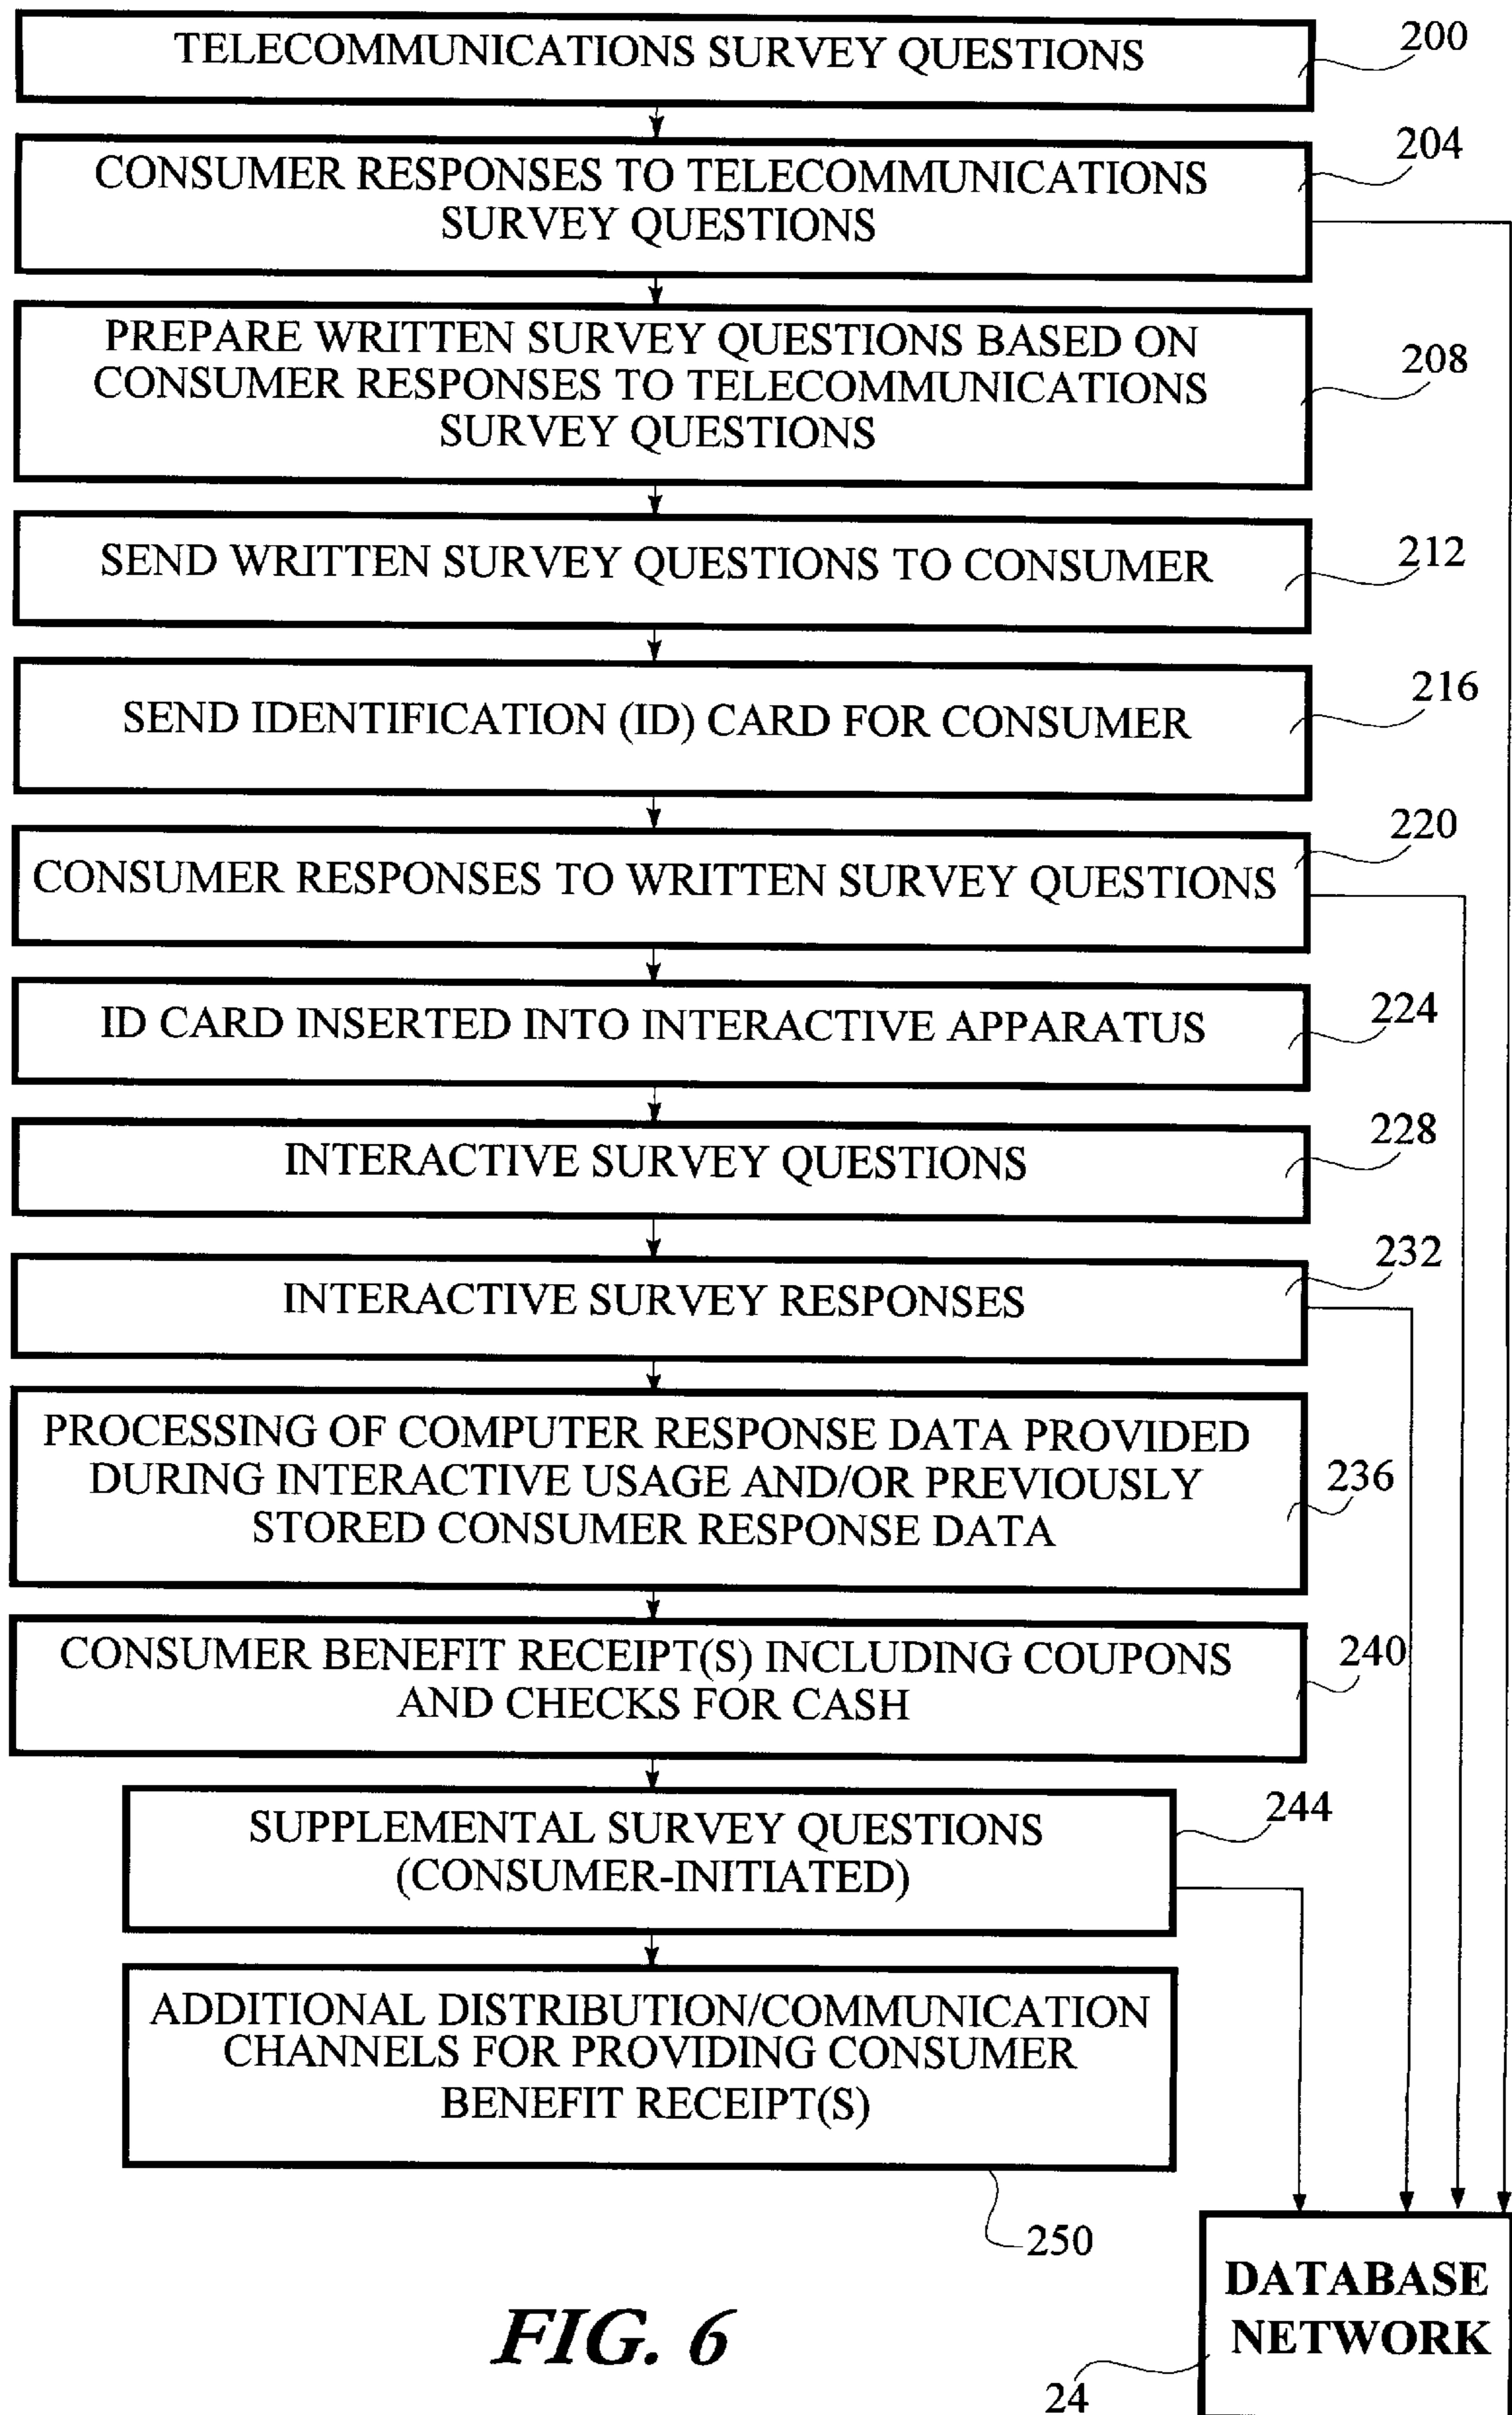 TELECOMMUNICATIONS SURVEY QUESTIONS
200
CONSUMER RESPONSES TO TELECOMMUNICATIONS
SURVEY QUESTIONS
204
PREPARE WRITTEN SURVEY QUESTIONS BASED ON
CONSUMER RESPONSES TO TELECOMMUNICATIONS
SURVEY QUESTIONS
208
SEND WRITTEN SURVEY QUESTIONS TO CONSUMER
212
SEND IDENTIFICATION (ID) CARD FOR CONSUMER
216
CONSUMER RESPONSES TO WRITTEN SURVEY QUESTIONS
220
ID CARD INSERTED INTO INTERACTIVE APPARATUS
224
INTERACTIVE SURVEY QUESTIONS
228
INTERACTIVE SURVEY RESPONSES
232
PROCESSING OF COMPUTER RESPONSE DATA PROVIDED
DURING INTERACTIVE USAGE AND/OR PREVIOUSLY
STORED CONSUMER RESPONSE DATA
236
CONSUMER BENEFIT RECEIPT(S) INCLUDING COUPONS
AND CHECKS FOR CASH
240
SUPPLEMENTAL SURVEY QUESTIONS
(CONSUMER-INITIATED)
244
ADDITIONAL DISTRIBUTION/COMMUNICATION
CHANNELS FOR PROVIDING CONSUMER
BENEFIT RECEIPT(S)
250
DATABASE
NETWORK
24
FIG. 6